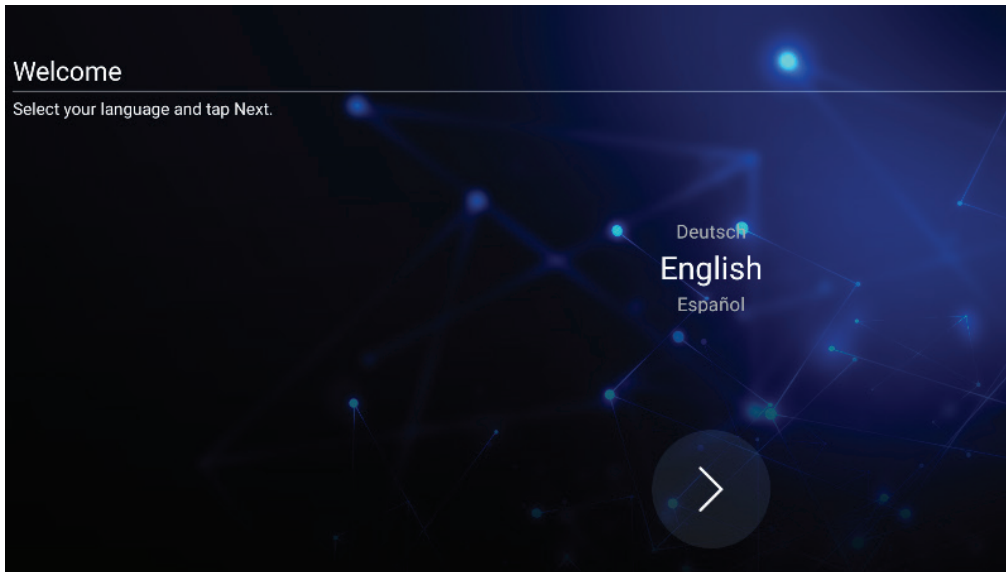 Welcome
Select your language and tap Next.
Deutsch
English
Español